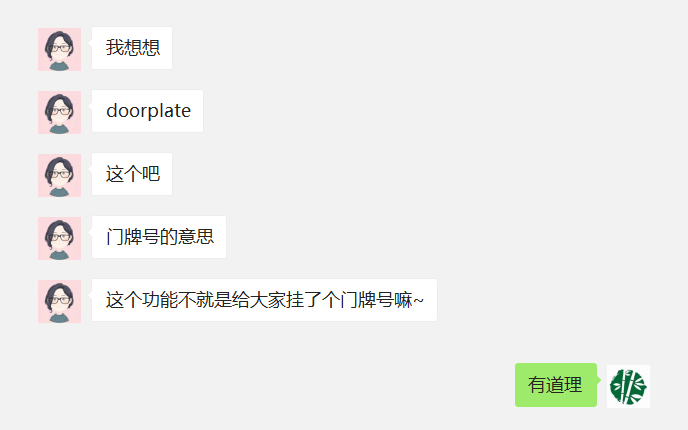 我想想
doorplate
这个吧
门牌号的意思
这个功能不就是给大家挂了个门牌号嘛~
有道理